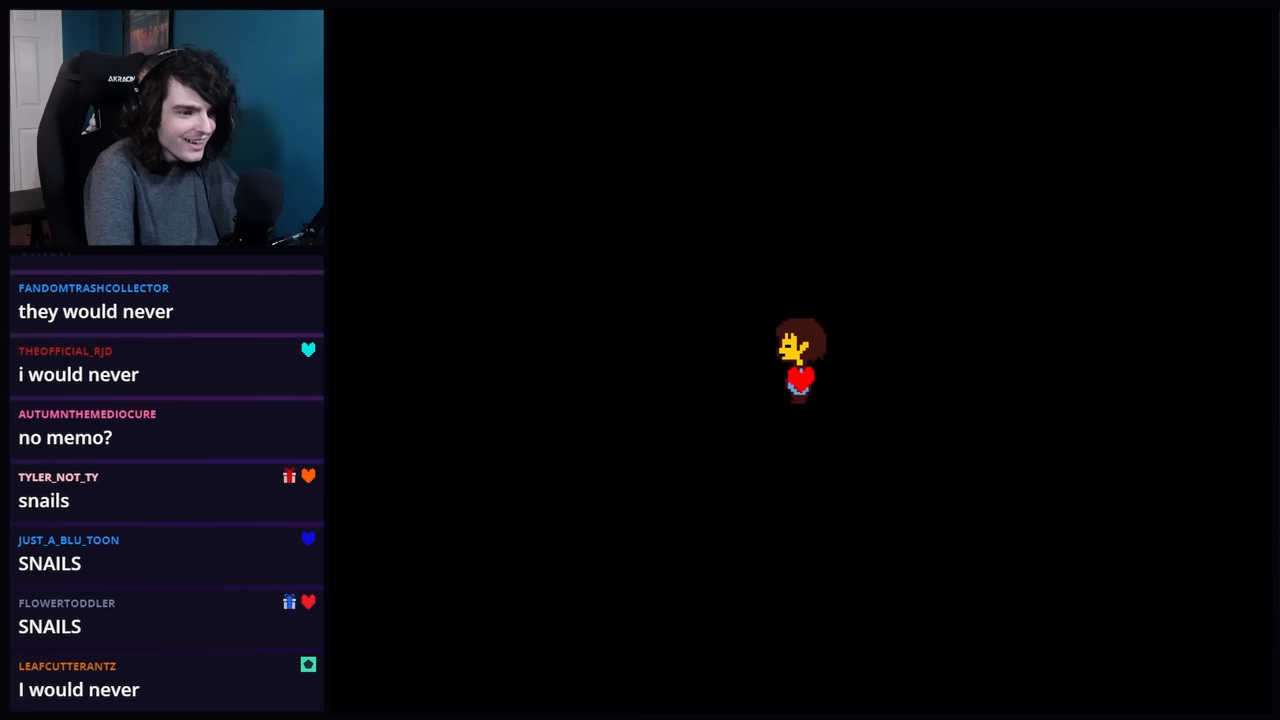 AKRACING
FANDOMTRASHCOLLECTOR
they would never
THEOFFICIAL_RJD
i would never
AUTUMNTHEMEDIOCURE
no memo?
TYLER_NOT_TY
snails
JUST_A_BLU_TOON
SNAILS
FLOWERTODDLER
SNAILS
LEAFCUTTERANTZ
I would never